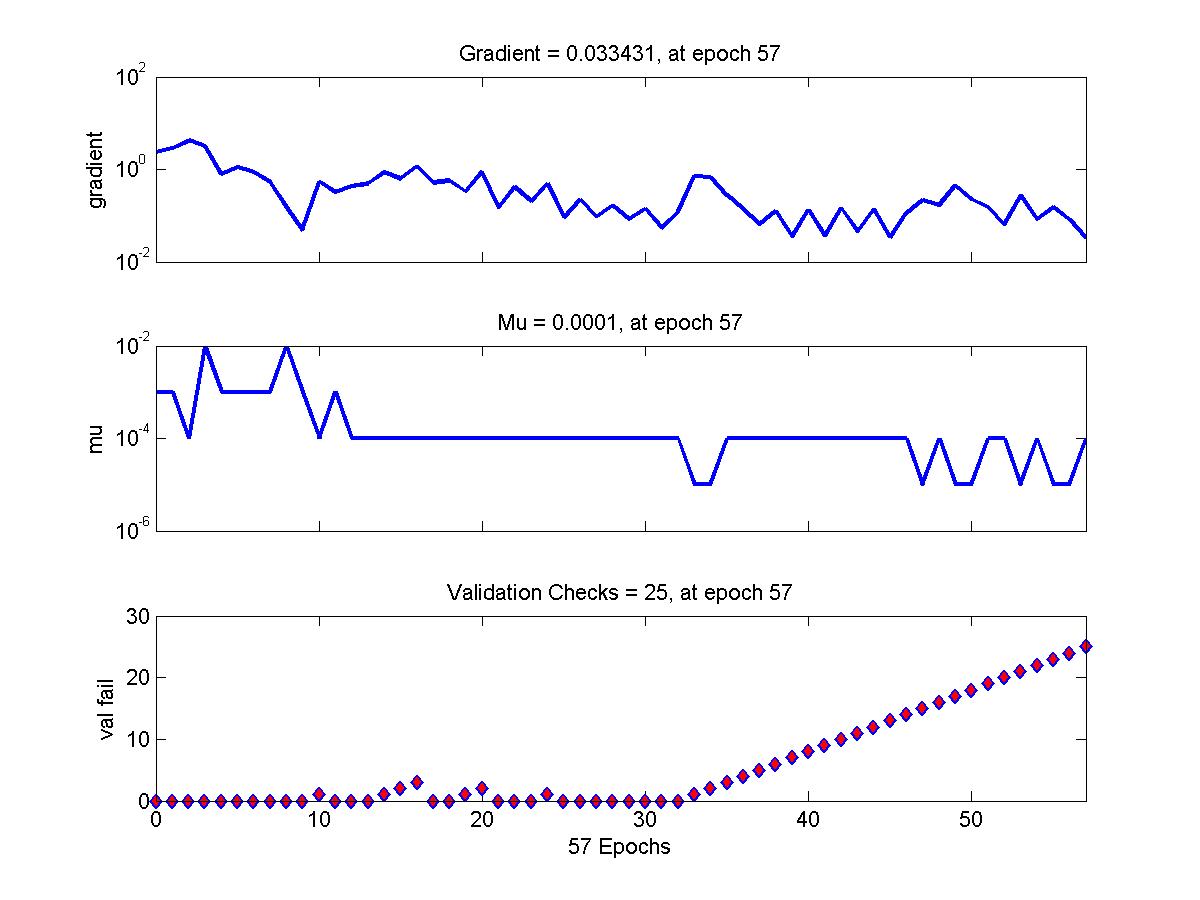 Gradient = 0.033431, at epoch 57
10^2
10^0
10^-2
gradient
Mu = 0.0001, at epoch 57
10^-2
10^-4
10^-6
mu
Validation Checks = 25, at epoch 57
30
20
10
0
val fail
0 10 20 30 40 50
57 Epochs